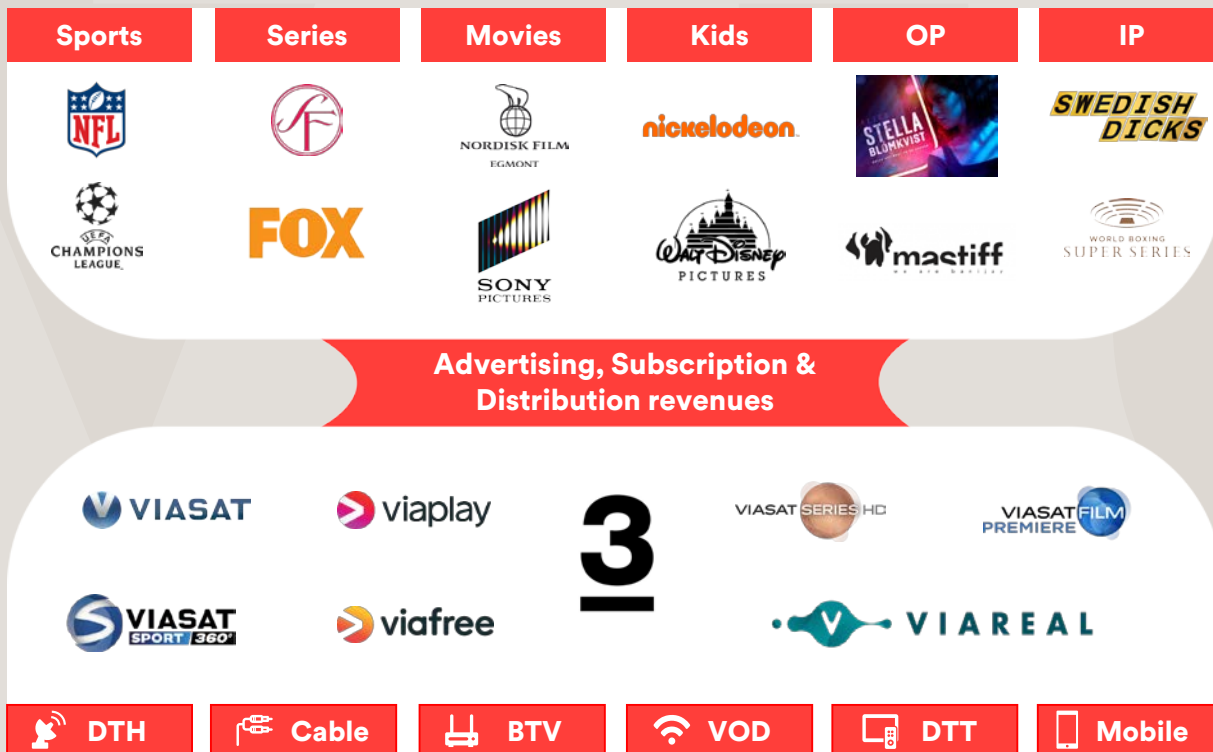 Sports
Series
Movies
Kids
OP
IP
NFL
SF
NORDISK FILM
EGMONT
nickelodeon
STELLA
BLÓMKVIST
SWEDISH
DICKS
UEFA
CHAMPIONS
LEAGUE
FOX
SONY
PICTURES
WALT DISNEY
PICTURES
mastiff
we are banijay
WORLD BOXING
SUPER SERIES
Advertising, Subscription &
Distribution revenues
V VIASAT
viaplay
3
VIASAT SERIES HD
VIASAT FILM
PREMIERE
S VIASAT
SPORT 360°
viafree
V VIAREAL
DTH
Cable
BTV
VOD
DTT
Mobile